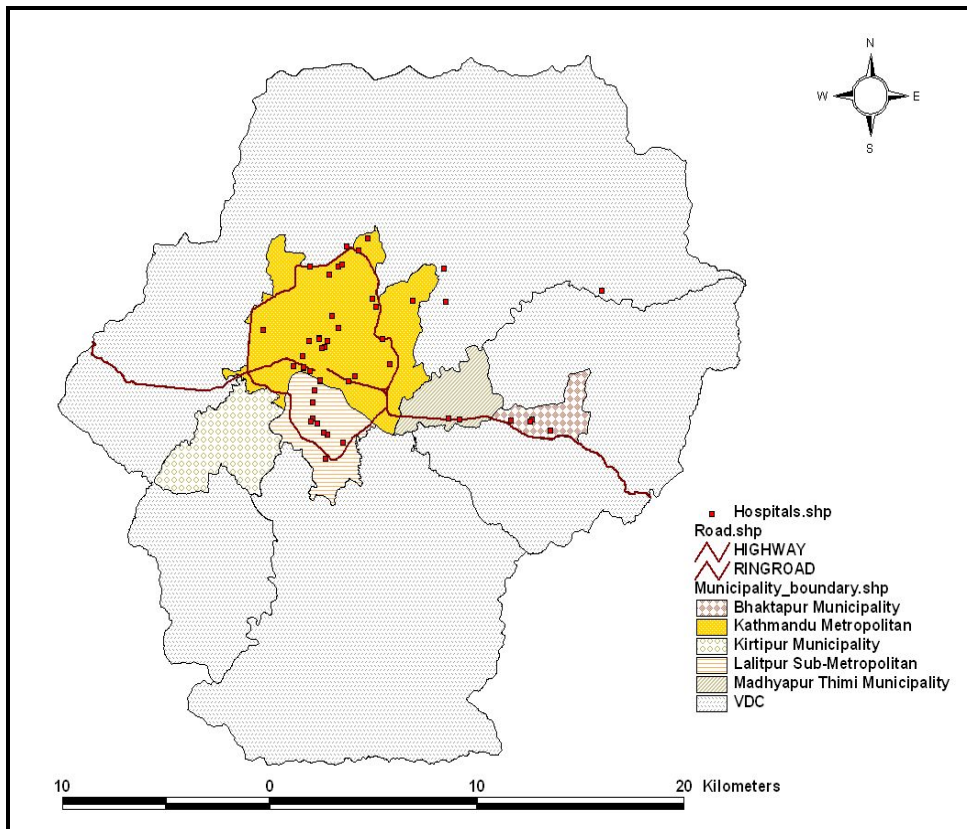 N
W E
S
Hospitals.shp
Road.shp
HIGHWAY
RINGROAD
Municipality_boundary.shp
Bhaktapur Municipality
Kathmandu Metropolitan
Kirtipur Municipality
Lalitpur Sub-Metropolitan
Madhyapur Thimi Municipality
VDC
10 0 10 20 Kilometers